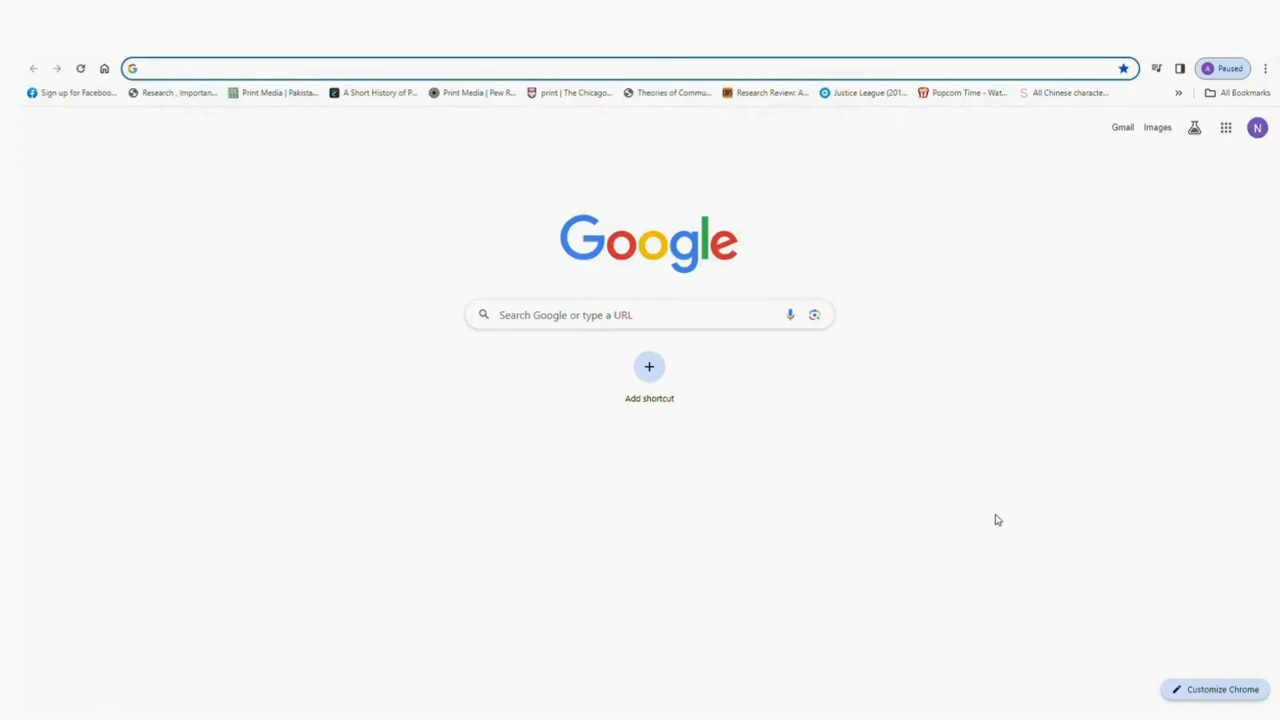 Paused
Sign up for Faceboo...
Research , Importan...
Print Media | Pakista...
A Short History of P...
Print Media | Pew R...
print | The Chicago...
Theories of Commu...
Research Review: A...
Justice League (201...
Popcorn Time - Wat...
All Chinese characte...
All Bookmarks
Gmail
Images
N
Google
Search Google or type a URL
Add shortcut
Customize Chrome